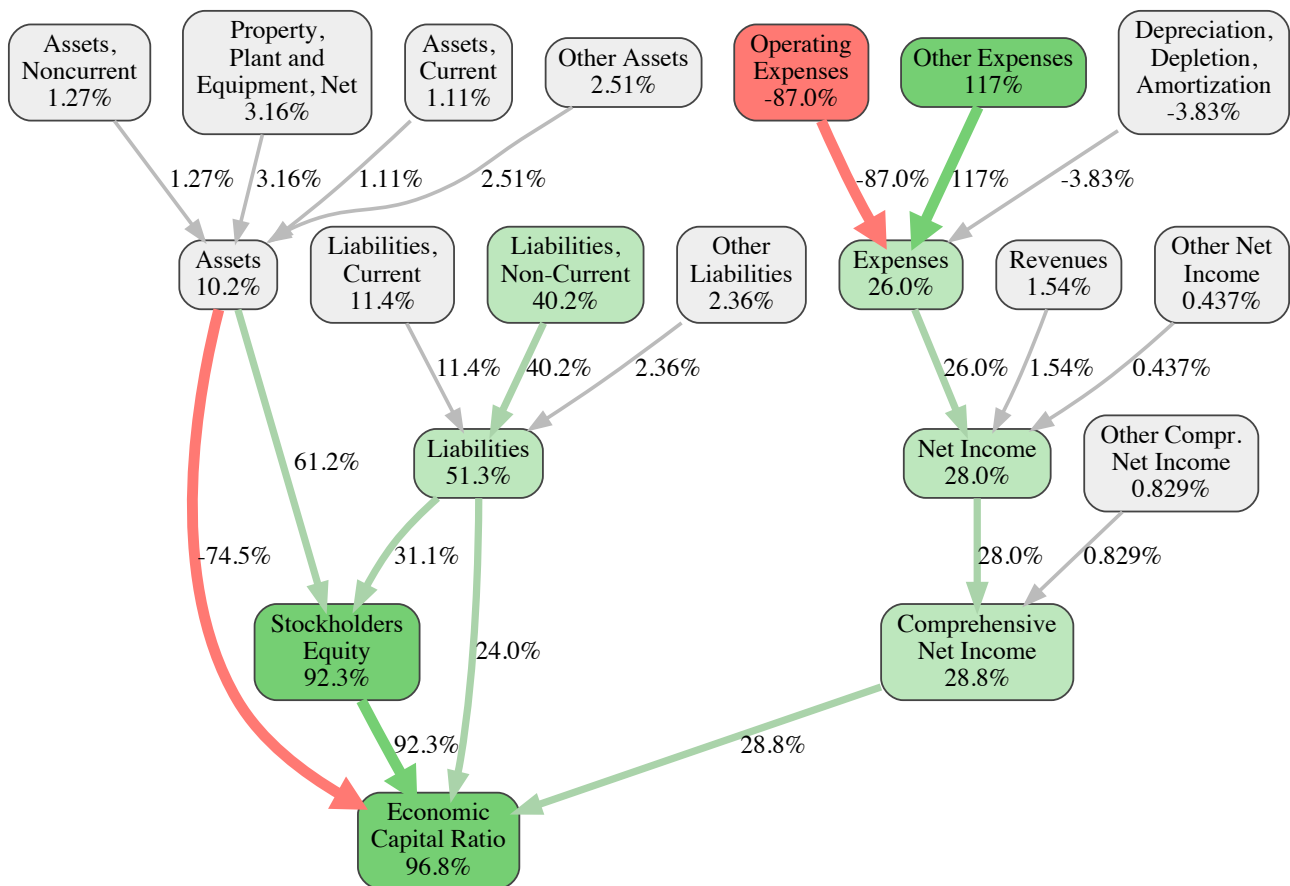 Assets,
Noncurrent
1.27%
Property,
Plant and
Equipment, Net
3.16%
Assets,
Current
1.11%
Other Assets
2.51%
Operating
Expenses
-87.0%
Other Expenses
117%
Depreciation,
Depletion,
Amortization
-3.83%
1.27%
3.16%
1.11%
2.51%
-87.0%
117%
-3.83%
Assets
10.2%
Liabilities,
Current
11.4%
Liabilities,
Non-Current
40.2%
Other
Liabilities
2.36%
Expenses
26.0%
Revenues
1.54%
Other Net
Income
0.437%
11.4%
40.2%
2.36%
26.0%
1.54%
0.437%
61.2%
Liabilities
51.3%
Net Income
28.0%
Other Compr.
Net Income
0.829%
-74.5%
31.1%
28.0%
0.829%
Stockholders
Equity
92.3%
24.0%
Comprehensive
Net Income
28.8%
92.3%
28.8%
Economic
Capital Ratio
96.8%